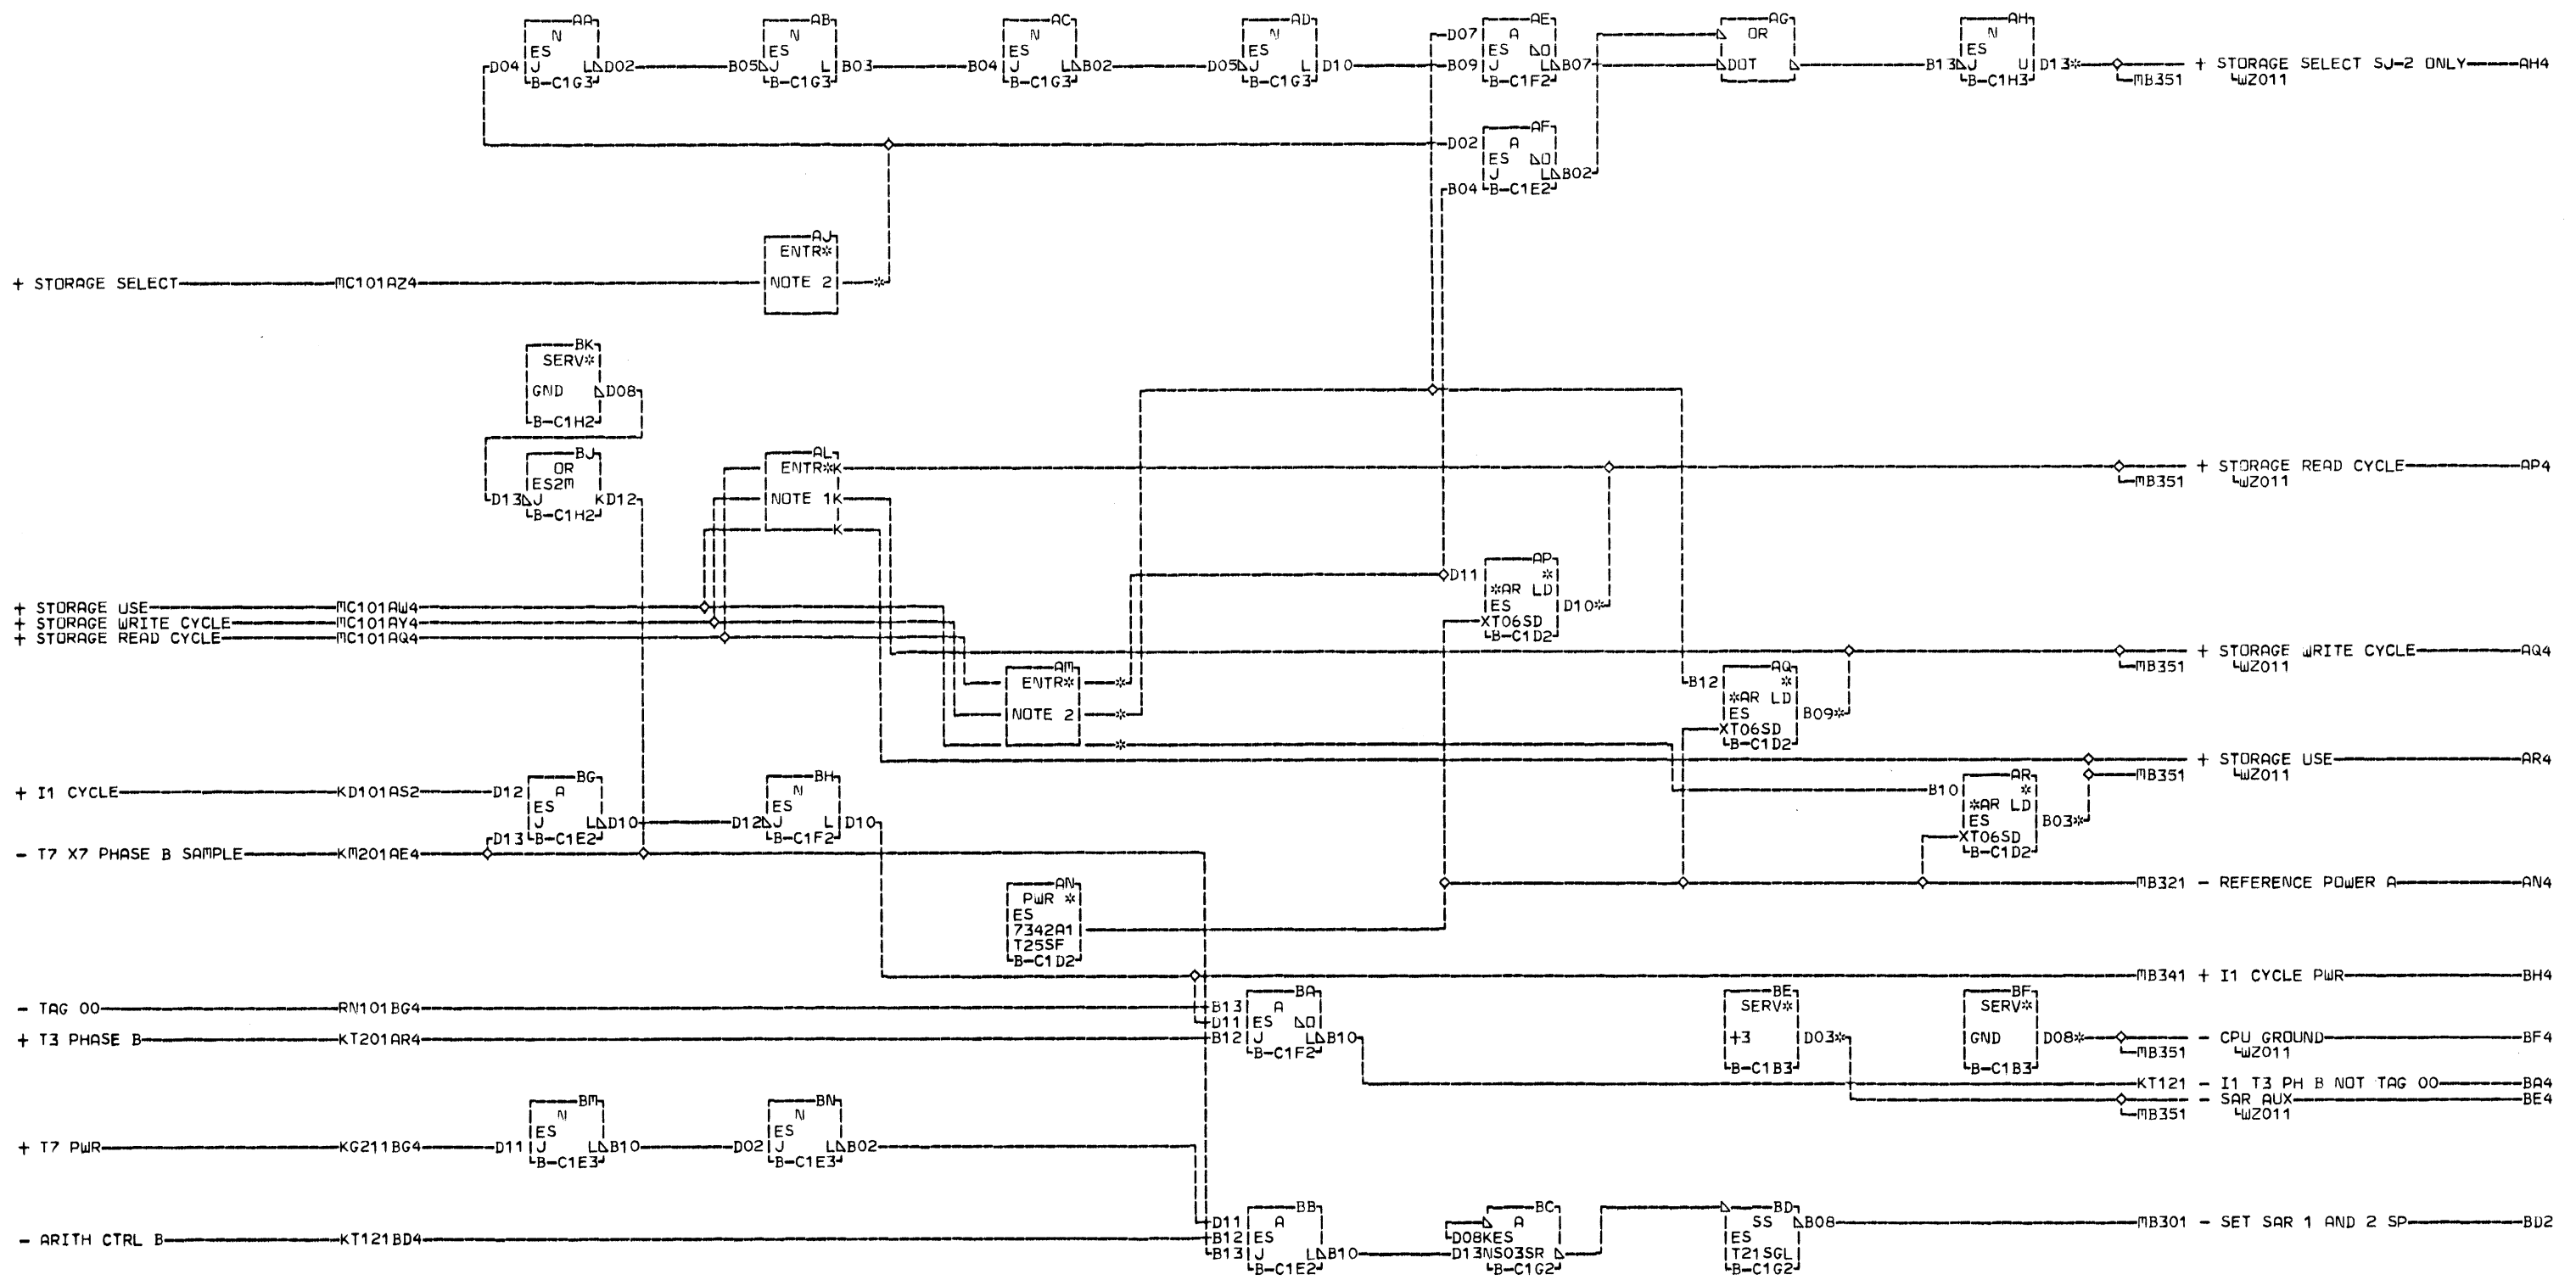 AA AB AC AD AE AG AH
N N N N D07 A OR N
ES ES ES ES ES O ES
D04 J L D02 B05 J L B03 B04 J L B02 D05 J L D10 B09 J L B07 DOT B13 J U D13* + STORAGE SELECT SJ-2 ONLY AH4
B-C1G3 B-C1G3 B-C1G3 B-C1G3 B-C1F2 B-C1H3 MB351 WZ011
AF
D02 A
ES O
J L B02
B04 B-C1E2
AJ
ENTR*
+ STORAGE SELECT MC101AZ4 NOTE 2 *
BK
SERV*
GND D08
B-C1H2
BJ AL
OR ENTR*K + STORAGE READ CYCLE AP4
ES2M MB351 WZ011
D13 J KD12 NOTE 1K
B-C1H2
K
AP
D11 *
*AR LD
+ STORAGE USE MC101AW4 ES D10*
+ STORAGE WRITE CYCLE MC101AY4 XT06SD
+ STORAGE READ CYCLE MC101AQ4 B-C1D2
+ STORAGE WRITE CYCLE AQ4
AM AQ MB351 WZ011
ENTR* * B12 *
*AR LD
NOTE 2 * ES B09*
XT06SD
* B-C1D2
+ STORAGE USE AR4
BG BH AR MB351 WZ011
+ I1 CYCLE KD101AS2 D12 A N B10 *
ES ES *AR LD
J L D10 D12 J L D10 ES B03*
D13 B-C1E2 B-C1F2 XT06SD
- T7 X7 PHASE B SAMPLE KM201AE4 B-C1D2
AN MB321 - REFERENCE POWER A AN4
PWR *
ES
7342A1
T25SF
B-C1D2
MB341 + I1 CYCLE PWR BH4
BA BE BF
- TAG 00 RN101BG4 B13 A SERV* SERV*
D11 ES O
+ T3 PHASE B KT201AR4 B12 J L B10 +3 D03* GND D08* - CPU GROUND BF4
B-C1F2 MB351 WZ011
B-C1B3 B-C1B3
KT121 - I1 T3 PH B NOT TAG 00 BA4
- SAR AUX BE4
BM BN MB351 WZ011
N N
ES ES
+ T7 PWR KG211BG4 D11 J L B10 D02 J L B02
B-C1E3 B-C1E3
BB BC BD
D11 A A SS B08 MB301 - SET SAR 1 AND 2 SP BD2
- ARITH CTRL B KT121BD4 B12 ES D08KES ES
B13 J L B10 D13NS03SR T21SGL
B-C1E2 B-C1G2 B-C1G2